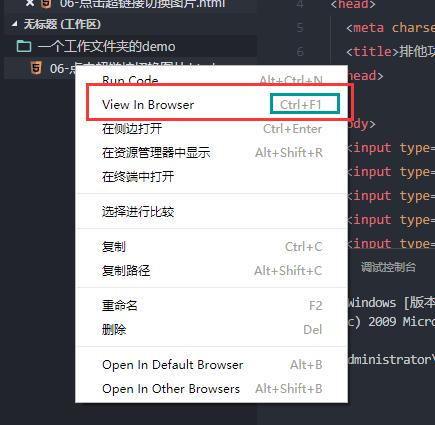 06-点击超链接切换图片.html
无标题 (工作区)
一个工作文件夹的demo
06-点击超链接切换图片.html
Run Code Alt+Ctrl+N
View In Browser Ctrl+F1
在侧边打开 Ctrl+Enter
在资源管理器中显示 Alt+Shift+R
在终端中打开
选择进行比较
复制 Ctrl+C
复制路径 Alt+Shift+C
重命名 F2
删除 Del
Open In Default Browser Alt+B
Open In Other Browsers Alt+Shift+B
4 <head>
5 <meta charse
6 <title>排他功
head>
ody>
<input type=
<input type=
<input type=
<input type=
调试控制台
Windows [版本
c) 2009 Micro
dministrator\